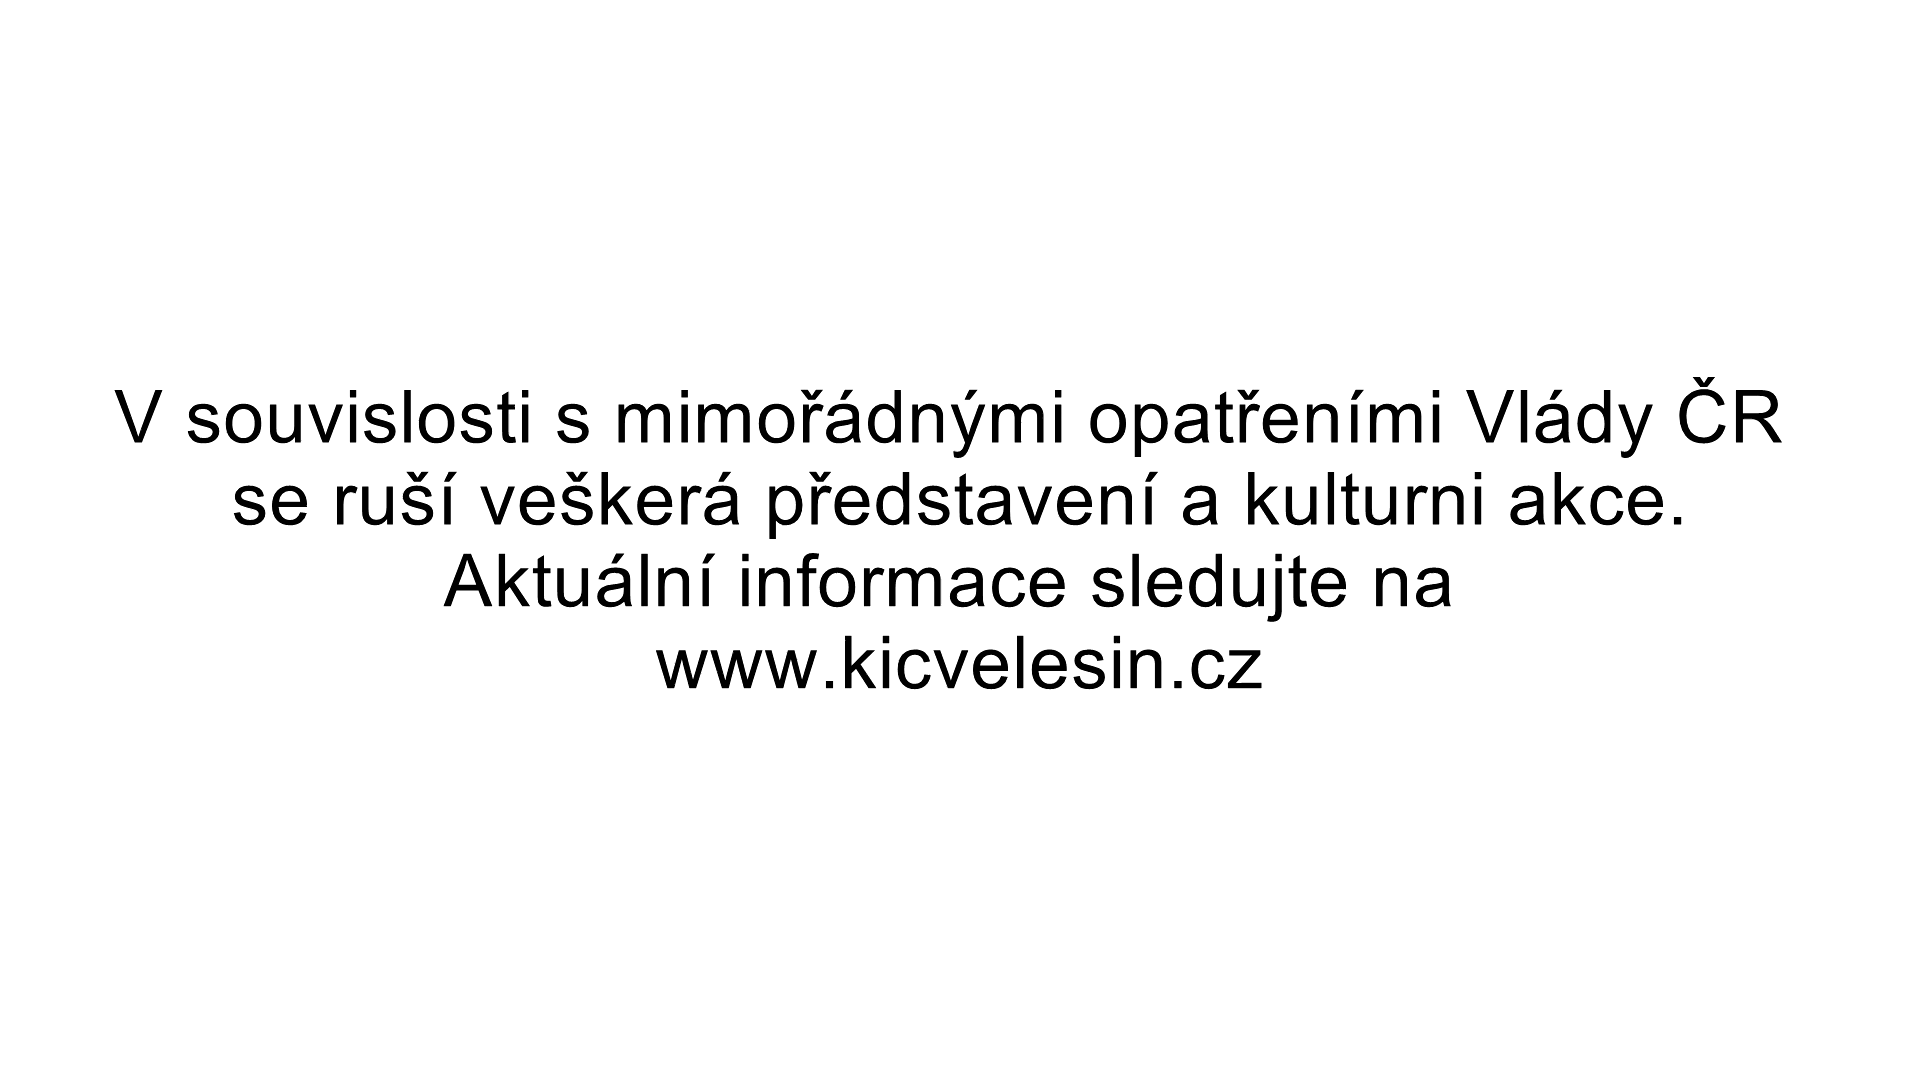 V souvislosti s mimořádnými opatřeními Vlády ČR
se ruší veškerá představení a kulturni akce.
Aktuální informace sledujte na
www.kicvelesin.cz